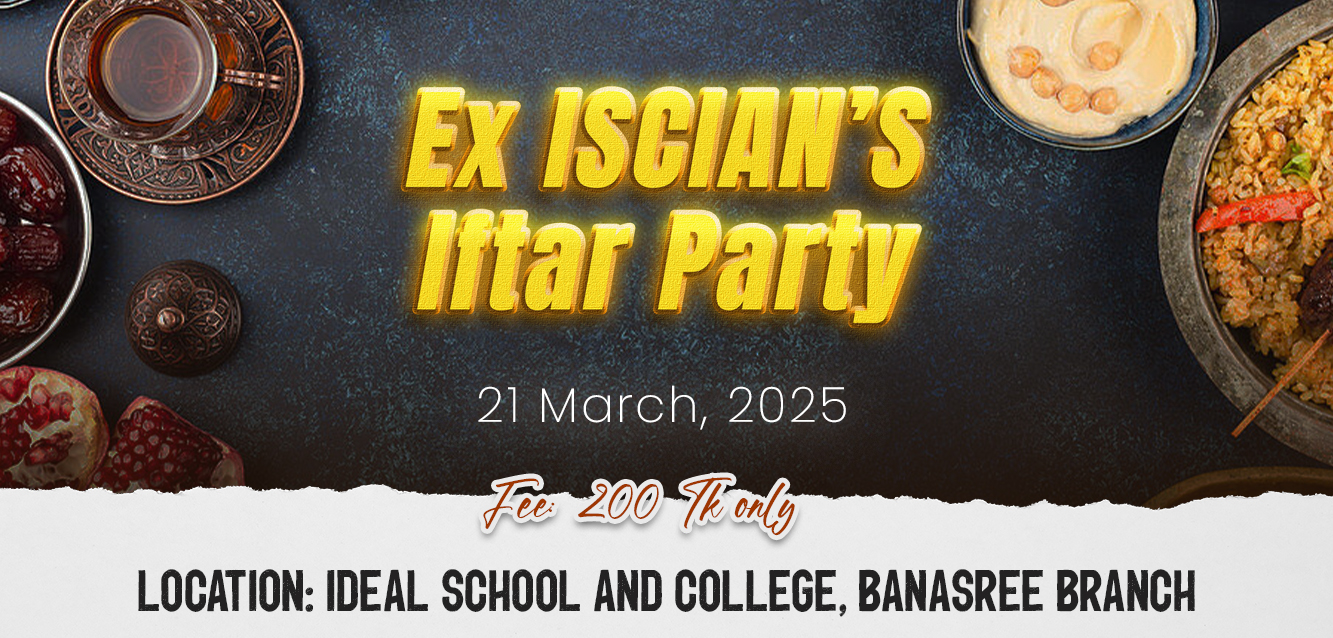 Ex ISCIAN'S
Iftar Party
21 March, 2025
Fee: 200 Tk only
LOCATION: IDEAL SCHOOL AND COLLEGE, BANASREE BRANCH